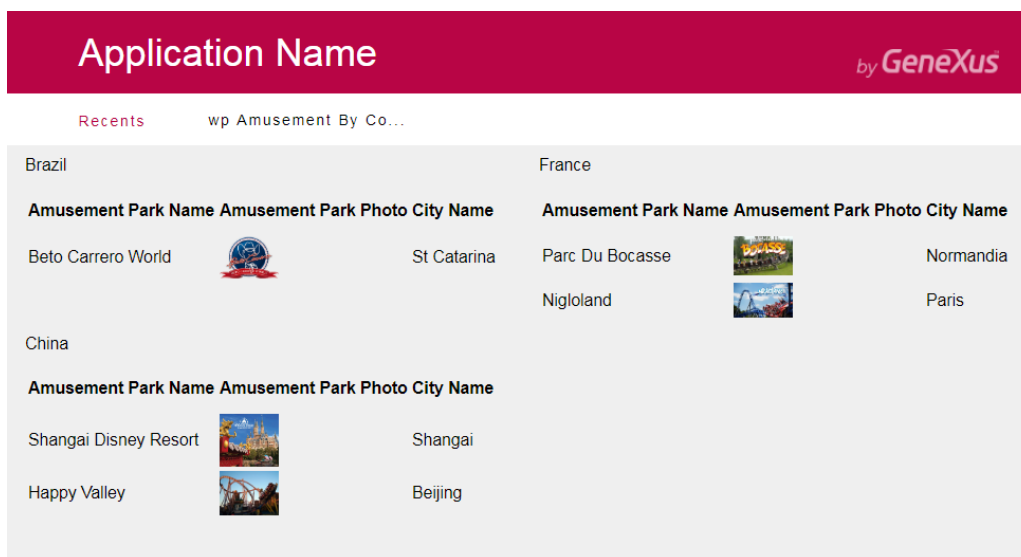 Application Name
by GeneXus
Recents wp Amusement By Co...
Brazil
Amusement Park Name Amusement Park Photo City Name
Beto Carrero World St Catarina
France
Amusement Park Name Amusement Park Photo City Name
Parc Du Bocasse BOCASSE Normandia
Nigloland Paris
China
Amusement Park Name Amusement Park Photo City Name
Shangai Disney Resort Shangai
Happy Valley Beijing